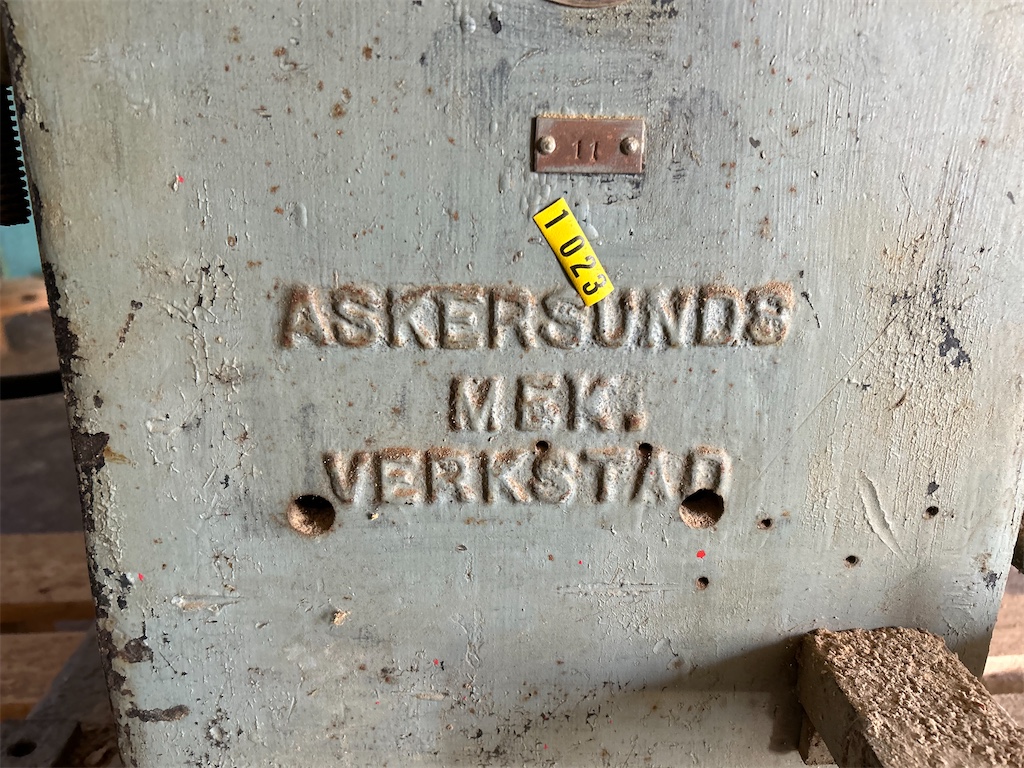 11
1023
ASKERSUNDS
MEK.
VERKSTAD